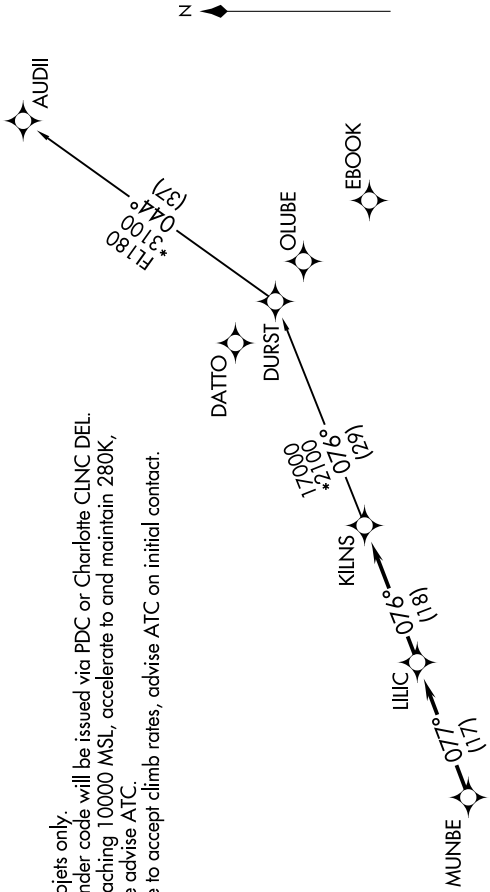 N
AUDII
FL180
*3100
044°
(37)
EBOOK
OLUBE
DURST
DATTO
17000
*2100
076°
(29)
KILNS
076°
(18)
LILIC
077°
(17)
MUNBE
ojets only.
nder code will be issued via PDC or Charlotte CLNC DEL.
aching 10000 MSL, accelerate to and maintain 280K,
e advise ATC.
e to accept climb rates, advise ATC on initial contact.